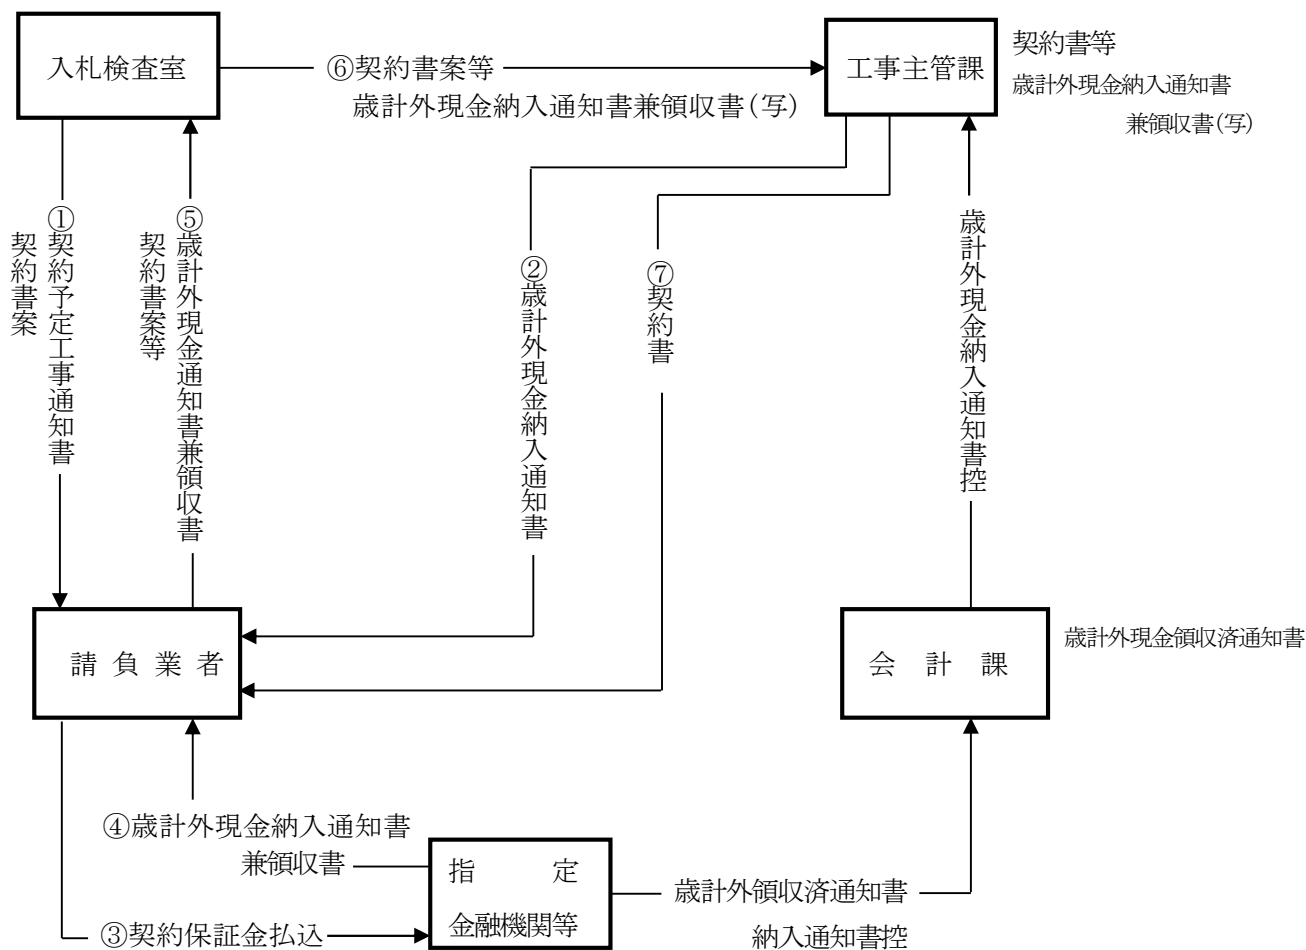 入札検査室
⑥契約書案等
歳計外現金納入通知書兼領収書(写)
工事主管課
契約書等
歳計外現金納入通知書
兼領収書(写)
①契約予定工事通知書
契約書案
⑤歳計外現金通知書兼領収書
契約書案等
②歳計外現金納入通知書
⑦契約書
歳計外現金納入通知書控
請負業者
会計課
歳計外現金領収済通知書
④歳計外現金納入通知書
兼領収書
指定
金融機関等
歳計外領収済通知書
納入通知書控
③契約保証金払込